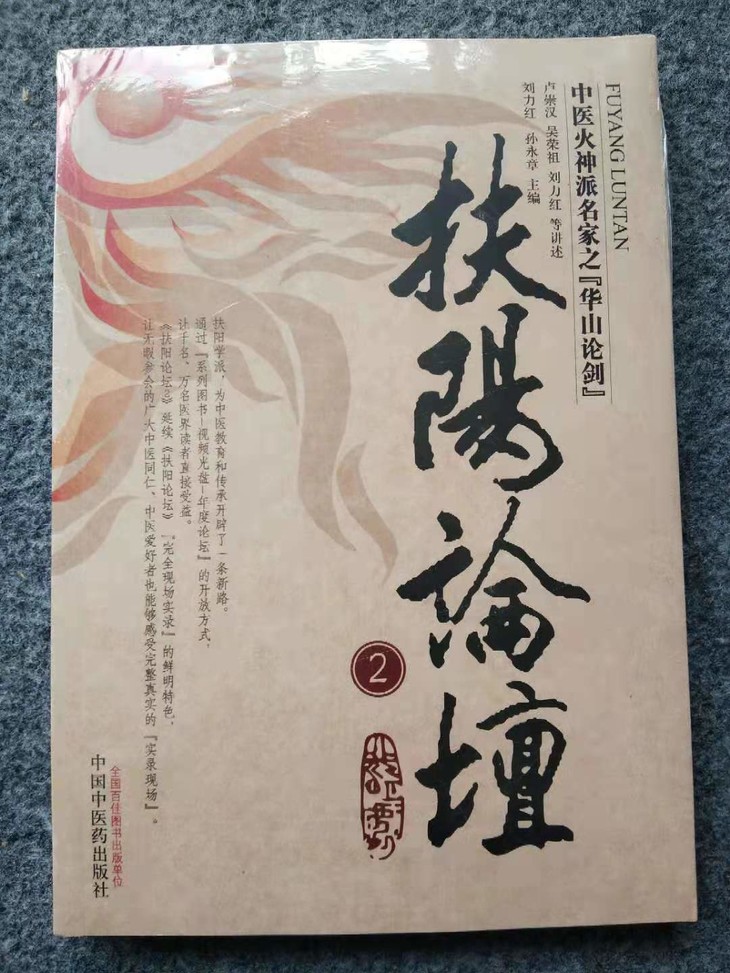 FUYANG LUNTAN
中医火神派名家之『华山论剑』
卢崇汉 吴荣祖 刘力红 等讲述
刘力红 孙永章 主编
扶陽論壇
2
扶阳学派，为中医教育和传承开辟了一条新路。
通过『系列图书—视频光盘—年度论坛』的开放方式，
让千名、万名医界读者直接受益。
《扶阳论坛2》延续《扶阳论坛》『完全现场实录』的鲜明特色，
让无暇参会的广大中医同仁、中医爱好者也能够感受完整真实的『实录现场』。
全国百佳图书出版单位
中国中医药出版社